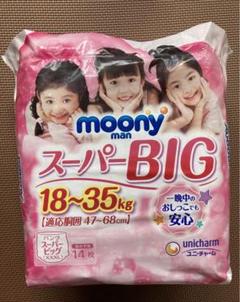 moony
man
スーパーBIG
18~35kg
【適応胴囲 47~68cm】
一晩中の
おしっこでも
安心
パンツ
スーパー
ビッグ
14枚
unicharm
ユニ・チャーム